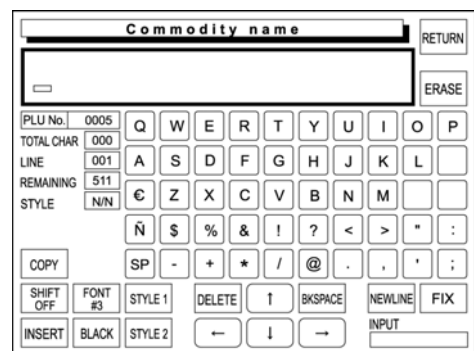 Commodity name
RETURN
ERASE
PLU No. 0005
TOTAL CHAR 000
LINE 001
REMAINING 511
STYLE N/N
Q W E R T Y U I O P
A S D F G H J K L
€ Z X C V B N M
Ñ $ % & ! ? < > " :
COPY SP - + * / @ . , ' ;
SHIFT OFF FONT #3 STYLE 1 DELETE ↑ BKSPACE NEWLINE FIX
INSERT BLACK STYLE 2 ← ↓ → INPUT